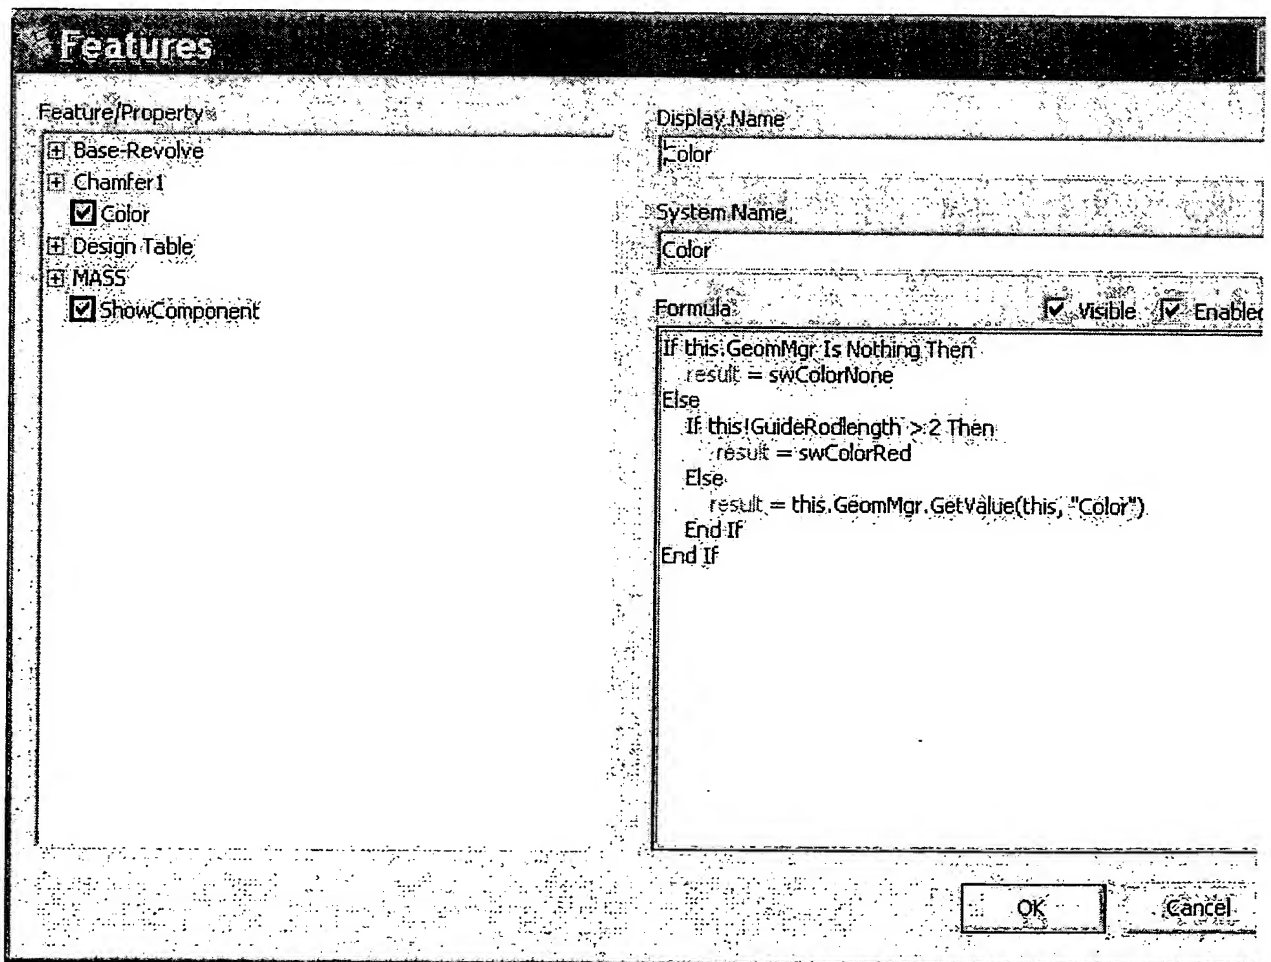 Features
Feature/Property
Base-Revolve
Chamfer1
Color
Design Table
MASS
ShowComponent
Display Name
Color
System Name
Color
Formula Visible Enabled
If this.GeomMgr Is Nothing Then
result = swColorNone
Else
If this!GuideRodlength > 2 Then
result = swColorRed
Else
result = this.GeomMgr.GetValue(this, "Color")
End If
End If
OK Cancel